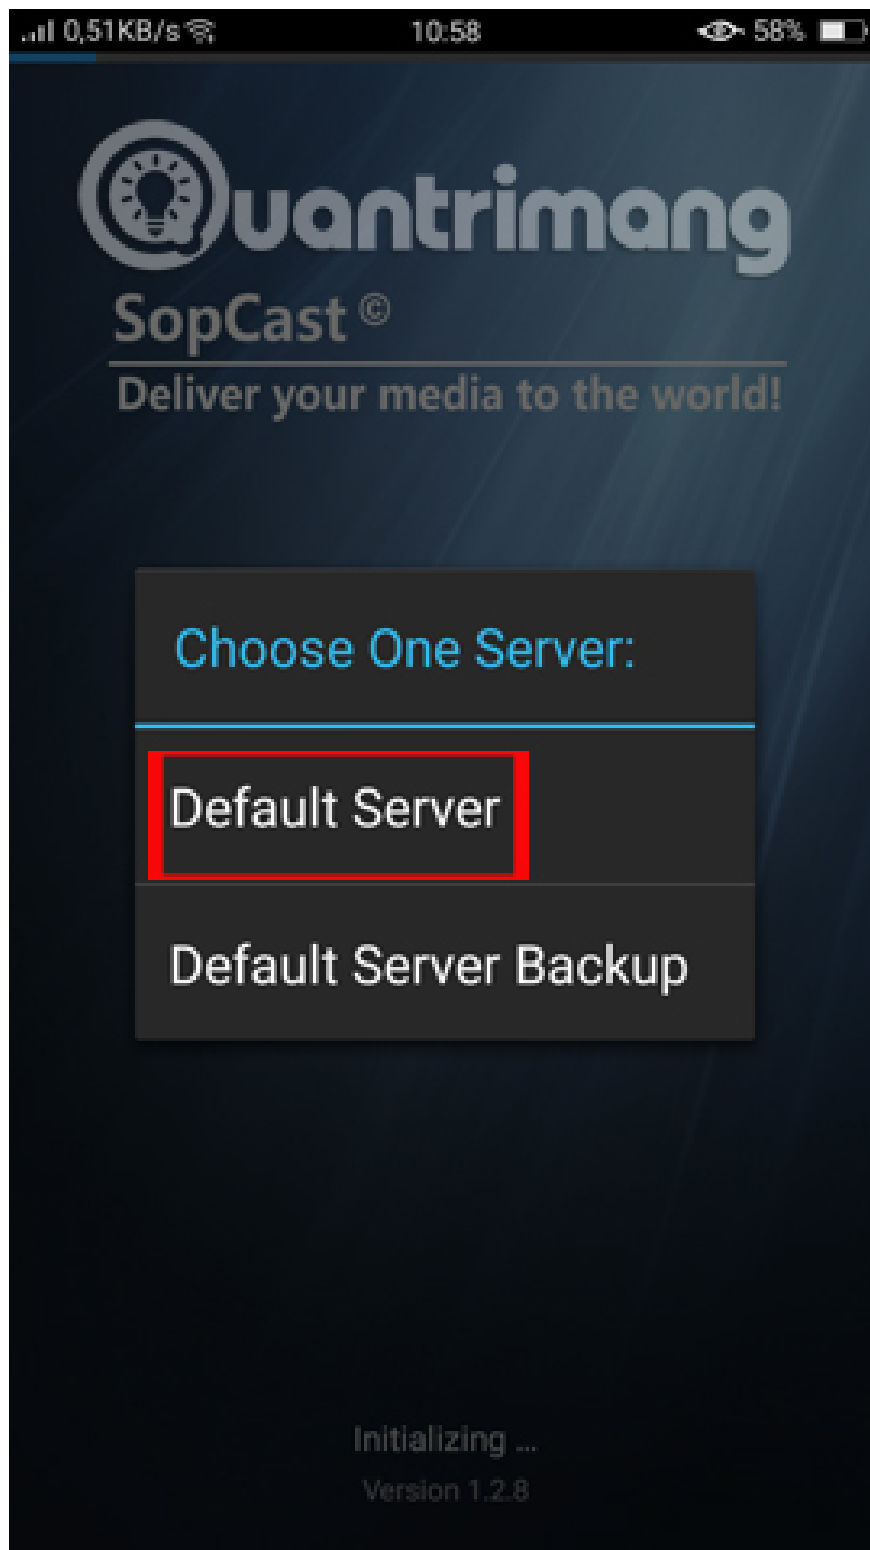 0,51KB/s 10:58 58%
Quantrimang
SopCast ©
Deliver your media to the world!
Choose One Server:
Default Server
Default Server Backup
Initializing ...
Version 1.2.8